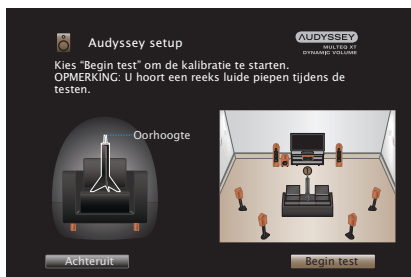 Audyssey setup
AUDYSSEY
MULTEQ XT
DYNAMIC VOLUME
Kies “Begin test” om de kalibratie te starten.
OPMERKING: U hoort een reeks luide piepen tijdens de
testen.
Oorhoogte
Achteruit
Begin test